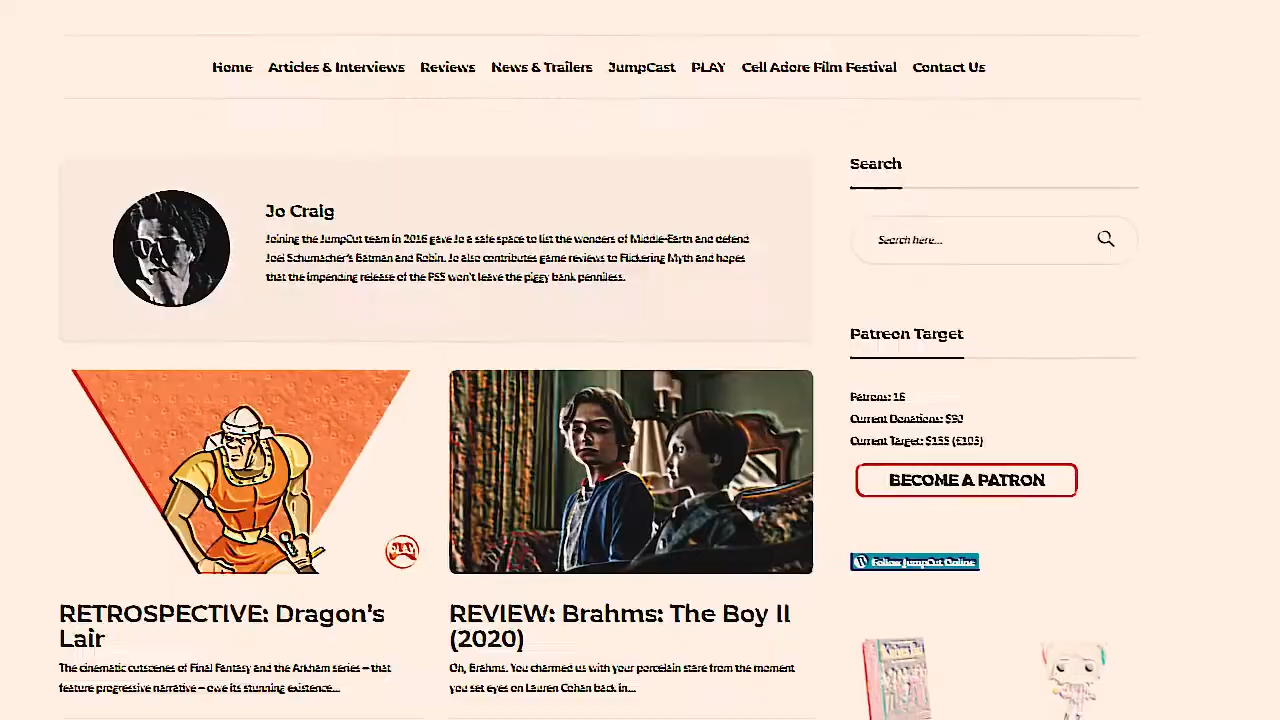 Home Articles & Interviews Reviews News & Trailers JumpCast PLAY Cell Adore Film Festival Contact Us
Jo Craig
Joining the JumpCut team in 2016 gave Jo a safe space to list the wonders of Middle-Earth and defend
Joel Schumacher's Batman and Robin. Jo also contributes game reviews to Flickering Myth and hopes
that the impending release of the PS5 won't leave the piggy bank penniless.
RETROSPECTIVE: Dragon's
Lair
The cinematic cutscenes of Final Fantasy and the Arkham series – that
feature progressive narrative – owe its stunning existence...
REVIEW: Brahms: The Boy II
(2020)
Oh, Brahms. You charmed us with your porcelain stare from the moment
you set eyes on Lauren Cohan back in...
Search
Search here...
Patreon Target
Patrons: 16
Current Donations:
Current Target:
BECOME A PATRON
Follow JumpCut Online